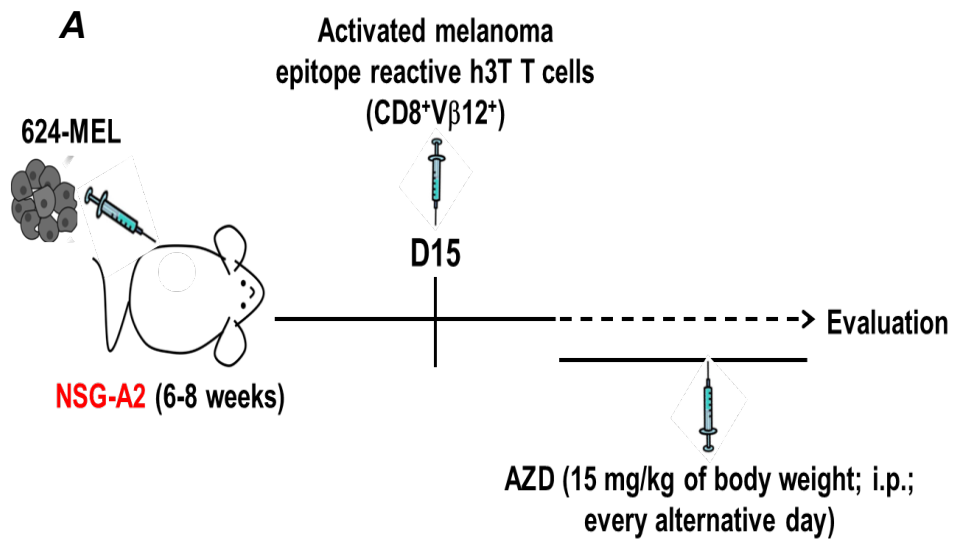 A
Activated melanoma
epitope reactive h3T T cells
(CD8⁺Vβ12⁺)
624-MEL
D15
Evaluation
NSG-A2 (6-8 weeks)
AZD (15 mg/kg of body weight; i.p.;
every alternative day)